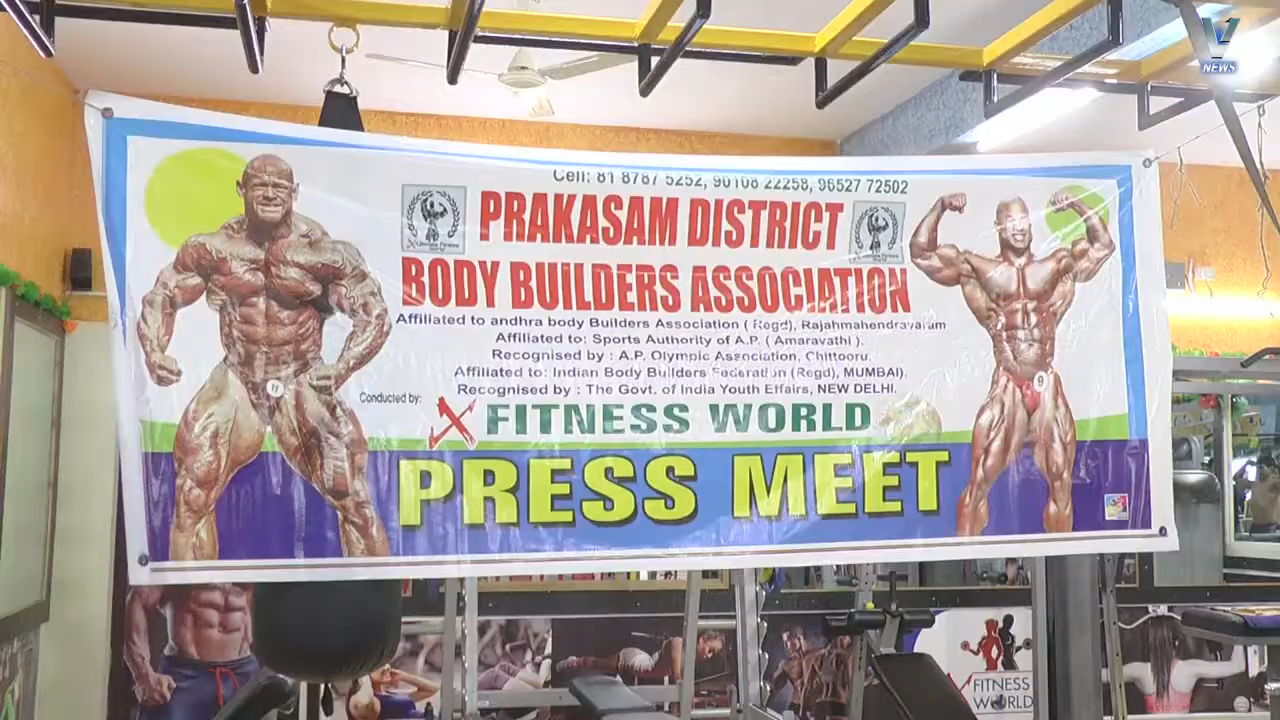 V1
NEWS
Cell: 81 8787 5252, 90108 22258, 96527 72502
PRAKASAM DISTRICT
BODY BUILDERS ASSOCIATION
Affiliated to andhra body Builders Association ( Regd), Rajahmahendravaram
Affiliated to: Sports Authority of A.P. ( Amaravathi ).
Recognised by : A.P. Olympic Association, Chittooru.
Affiliated to: Indian Body Builders Federation (Regd), MUMBAI).
Recognised by : The Govt. of India Youth Effairs, NEW DELHI.
Conducted by: X FITNESS WORLD
PRESS MEET
11
9
FITNESS
WORLD